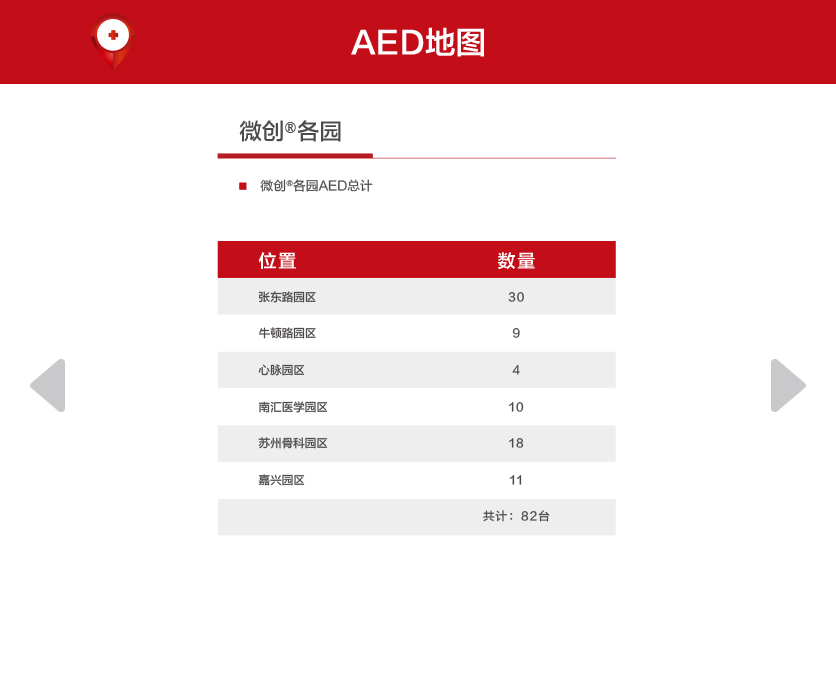 AED地图
微创®各园
微创®各园AED总计
位置 数量
张东路园区 30
牛顿路园区 9
心脉园区 4
南汇医学园区 10
苏州骨科园区 18
嘉兴园区 11
共计：82台